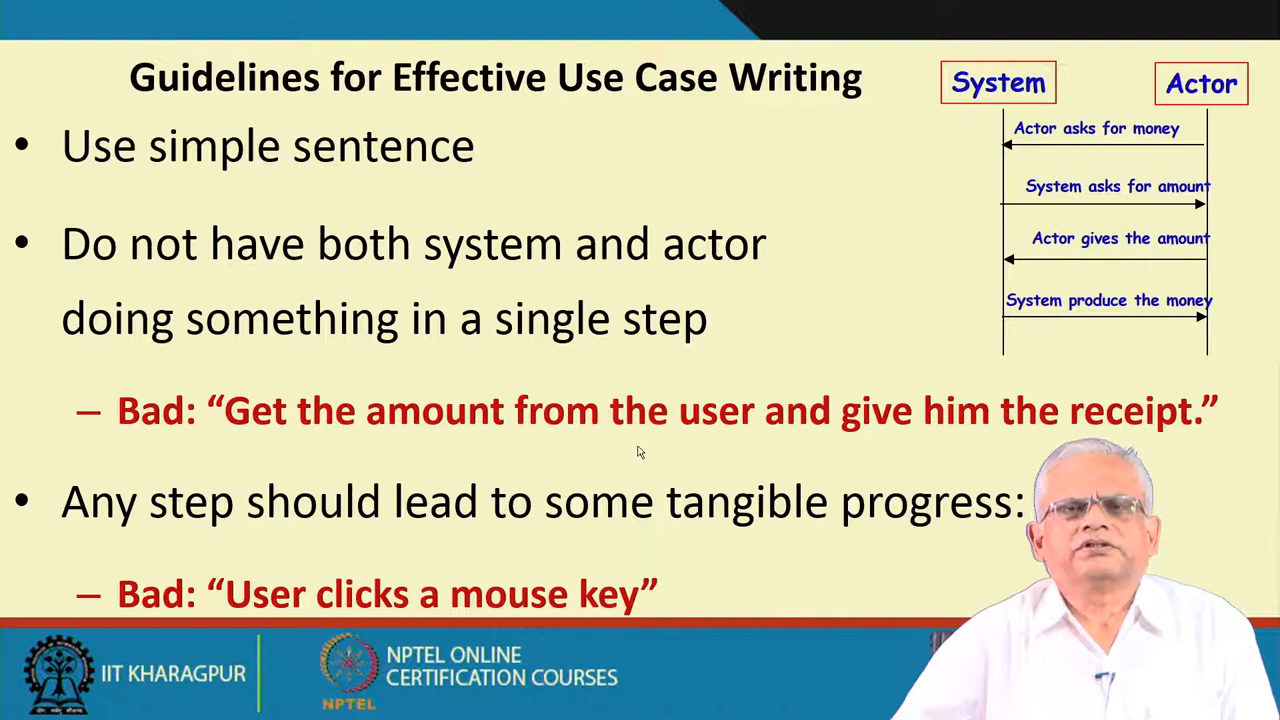 Guidelines for Effective Use Case Writing
• Use simple sentence
• Do not have both system and actor
doing something in a single step
– Bad: “Get the amount from the user and give him the receipt.”
• Any step should lead to some tangible progress:
– Bad: “User clicks a mouse key”
System
Actor
Actor asks for money
System asks for amount
Actor gives the amount
System produce the money
IIT KHARAGPUR
NPTEL
NPTEL ONLINE
CERTIFICATION COURSES